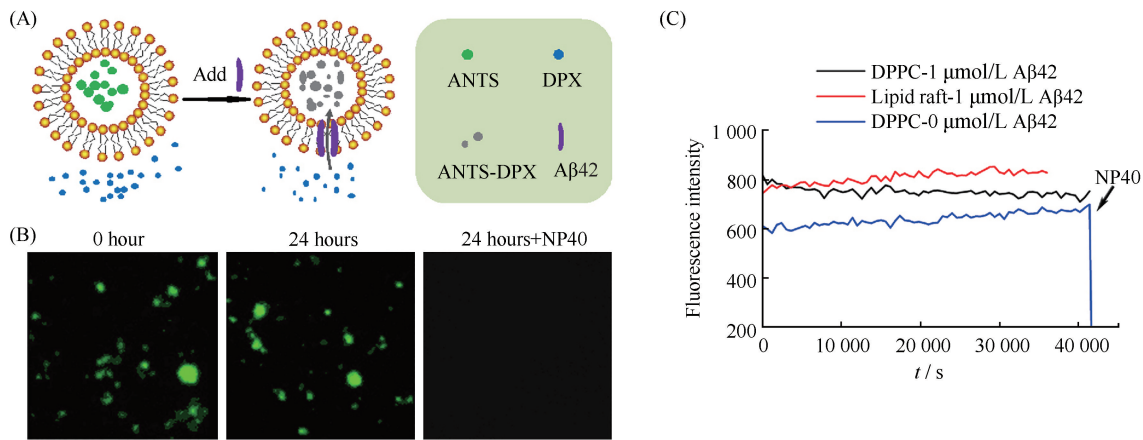 (A)
Add
ANTS
DPX
ANTS-DPX
Aβ42
(B)
0 hour
24 hours
24 hours+NP40
(C)
DPPC-1 μmol/L Aβ42
Lipid raft-1 μmol/L Aβ42
DPPC-0 μmol/L Aβ42
Fluorescence intensity
1 000
800
600
400
200
NP40
0
10 000
20 000
30 000
40 000
t / s